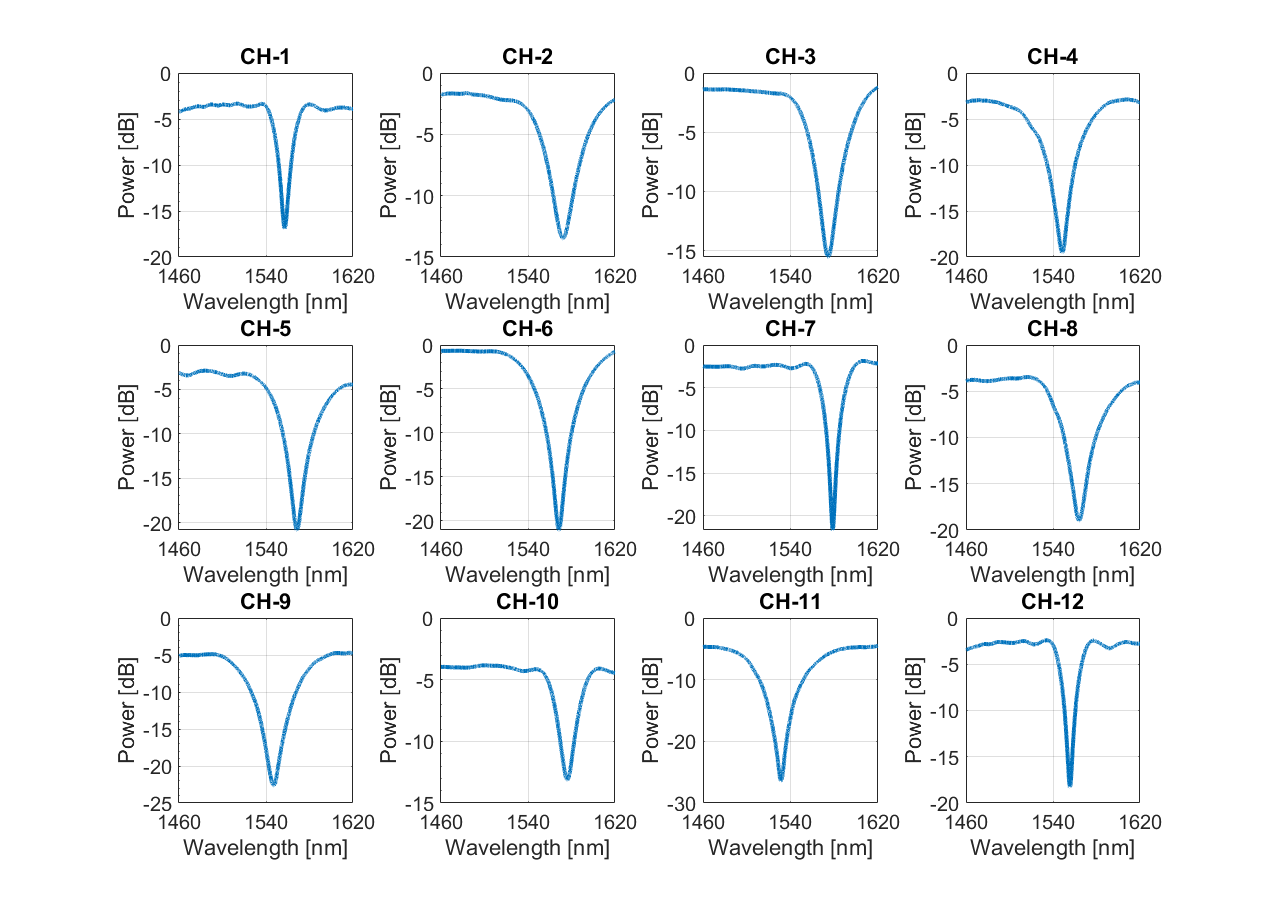 CH-1 CH-2 CH-3 CH-4
0 0 0 0
-5 -5 -5 -5
-10 -10 -10 -10
-15 -15 -15 -15
-20 -20
Power [dB] Power [dB] Power [dB] Power [dB]
1460 1540 1620 1460 1540 1620 1460 1540 1620 1460 1540 1620
Wavelength [nm] Wavelength [nm] Wavelength [nm] Wavelength [nm]
CH-5 CH-6 CH-7 CH-8
0 0 0 0
-5 -5 -5 -5
-10 -10 -10 -10
-15 -15 -15 -15
-20 -20 -20 -20
Power [dB] Power [dB] Power [dB] Power [dB]
1460 1540 1620 1460 1540 1620 1460 1540 1620 1460 1540 1620
Wavelength [nm] Wavelength [nm] Wavelength [nm] Wavelength [nm]
CH-9 CH-10 CH-11 CH-12
0 0 0 0
-5 -5 -10 -5
-10 -10 -20 -10
-15 -15 -30 -15
-20 -20
-25
Power [dB] Power [dB] Power [dB] Power [dB]
1460 1540 1620 1460 1540 1620 1460 1540 1620 1460 1540 1620
Wavelength [nm] Wavelength [nm] Wavelength [nm] Wavelength [nm]